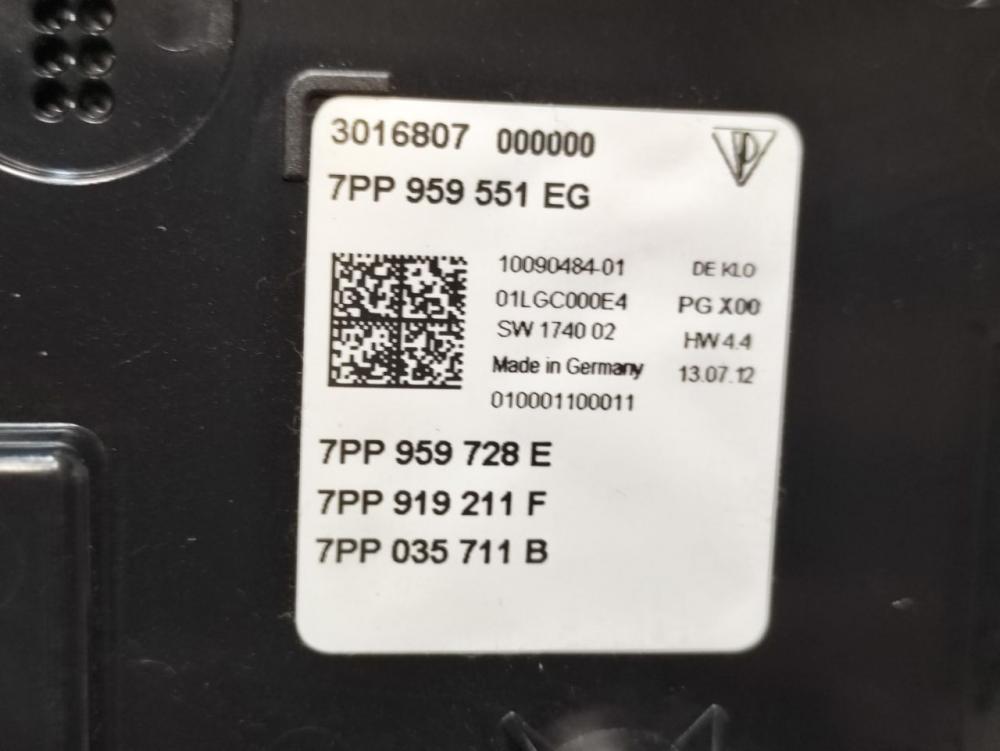 3016807 000000
7PP 959 551 EG
10090484-01 DE KLO
01LGC000E4 PG X00
SW 1740 02 HW 4.4
Made in Germany 13.07.12
010001100011
7PP 959 728 E
7PP 919 211 F
7PP 035 711 B